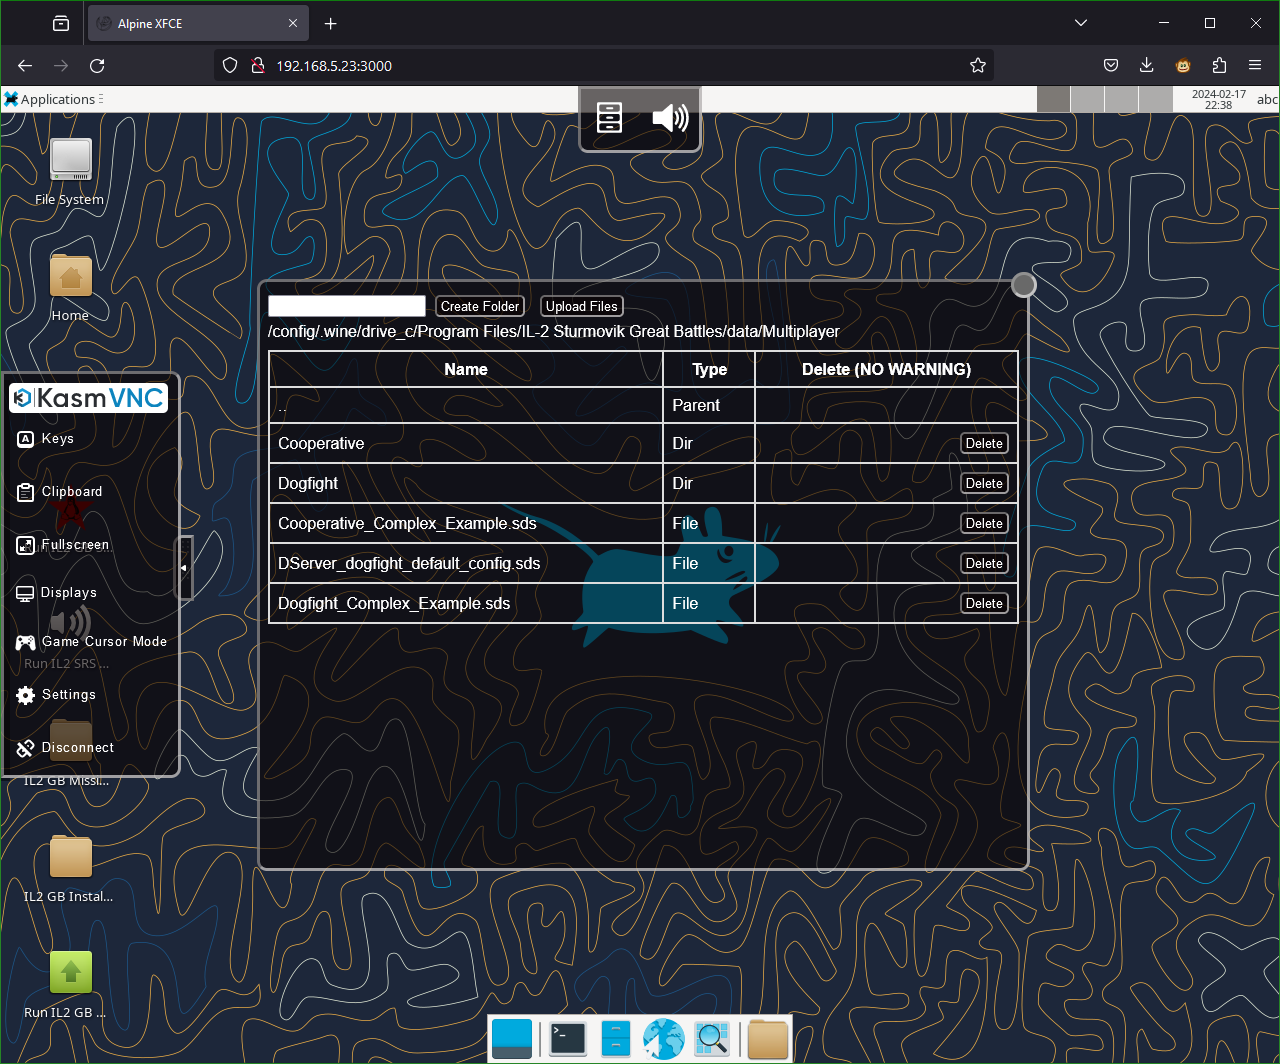 Alpine XFCE
192.168.5.23:3000
Applications
2024-02-17
22:38
abc
File System
Home
Create Folder
Upload Files
/config/.wine/drive_c/Program Files/IL-2 Sturmovik Great Battles/data/Multiplayer
Name Type Delete (NO WARNING)
.. Parent
Cooperative Dir Delete
Dogfight Dir Delete
Cooperative_Complex_Example.sds File Delete
DServer_dogfight_default_config.sds File Delete
Dogfight_Complex_Example.sds File Delete
KasmVNC
A Keys
Clipboard
Fullscreen
Displays
Game Cursor Mode
Run IL2 SRS ...
Settings
Disconnect
IL2 GB Missi...
IL2 GB Instal...
Run IL2 GB ...